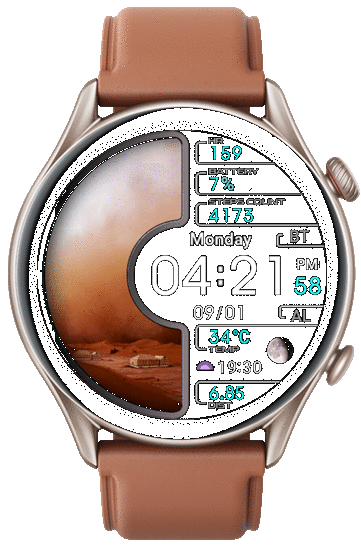 HR
159
BATTERY
7%
STEPS COUNT
4173
Monday
BT
04:21
PM
58
09/01
AL
34°C
TEMP
19:30
6.85
DIST